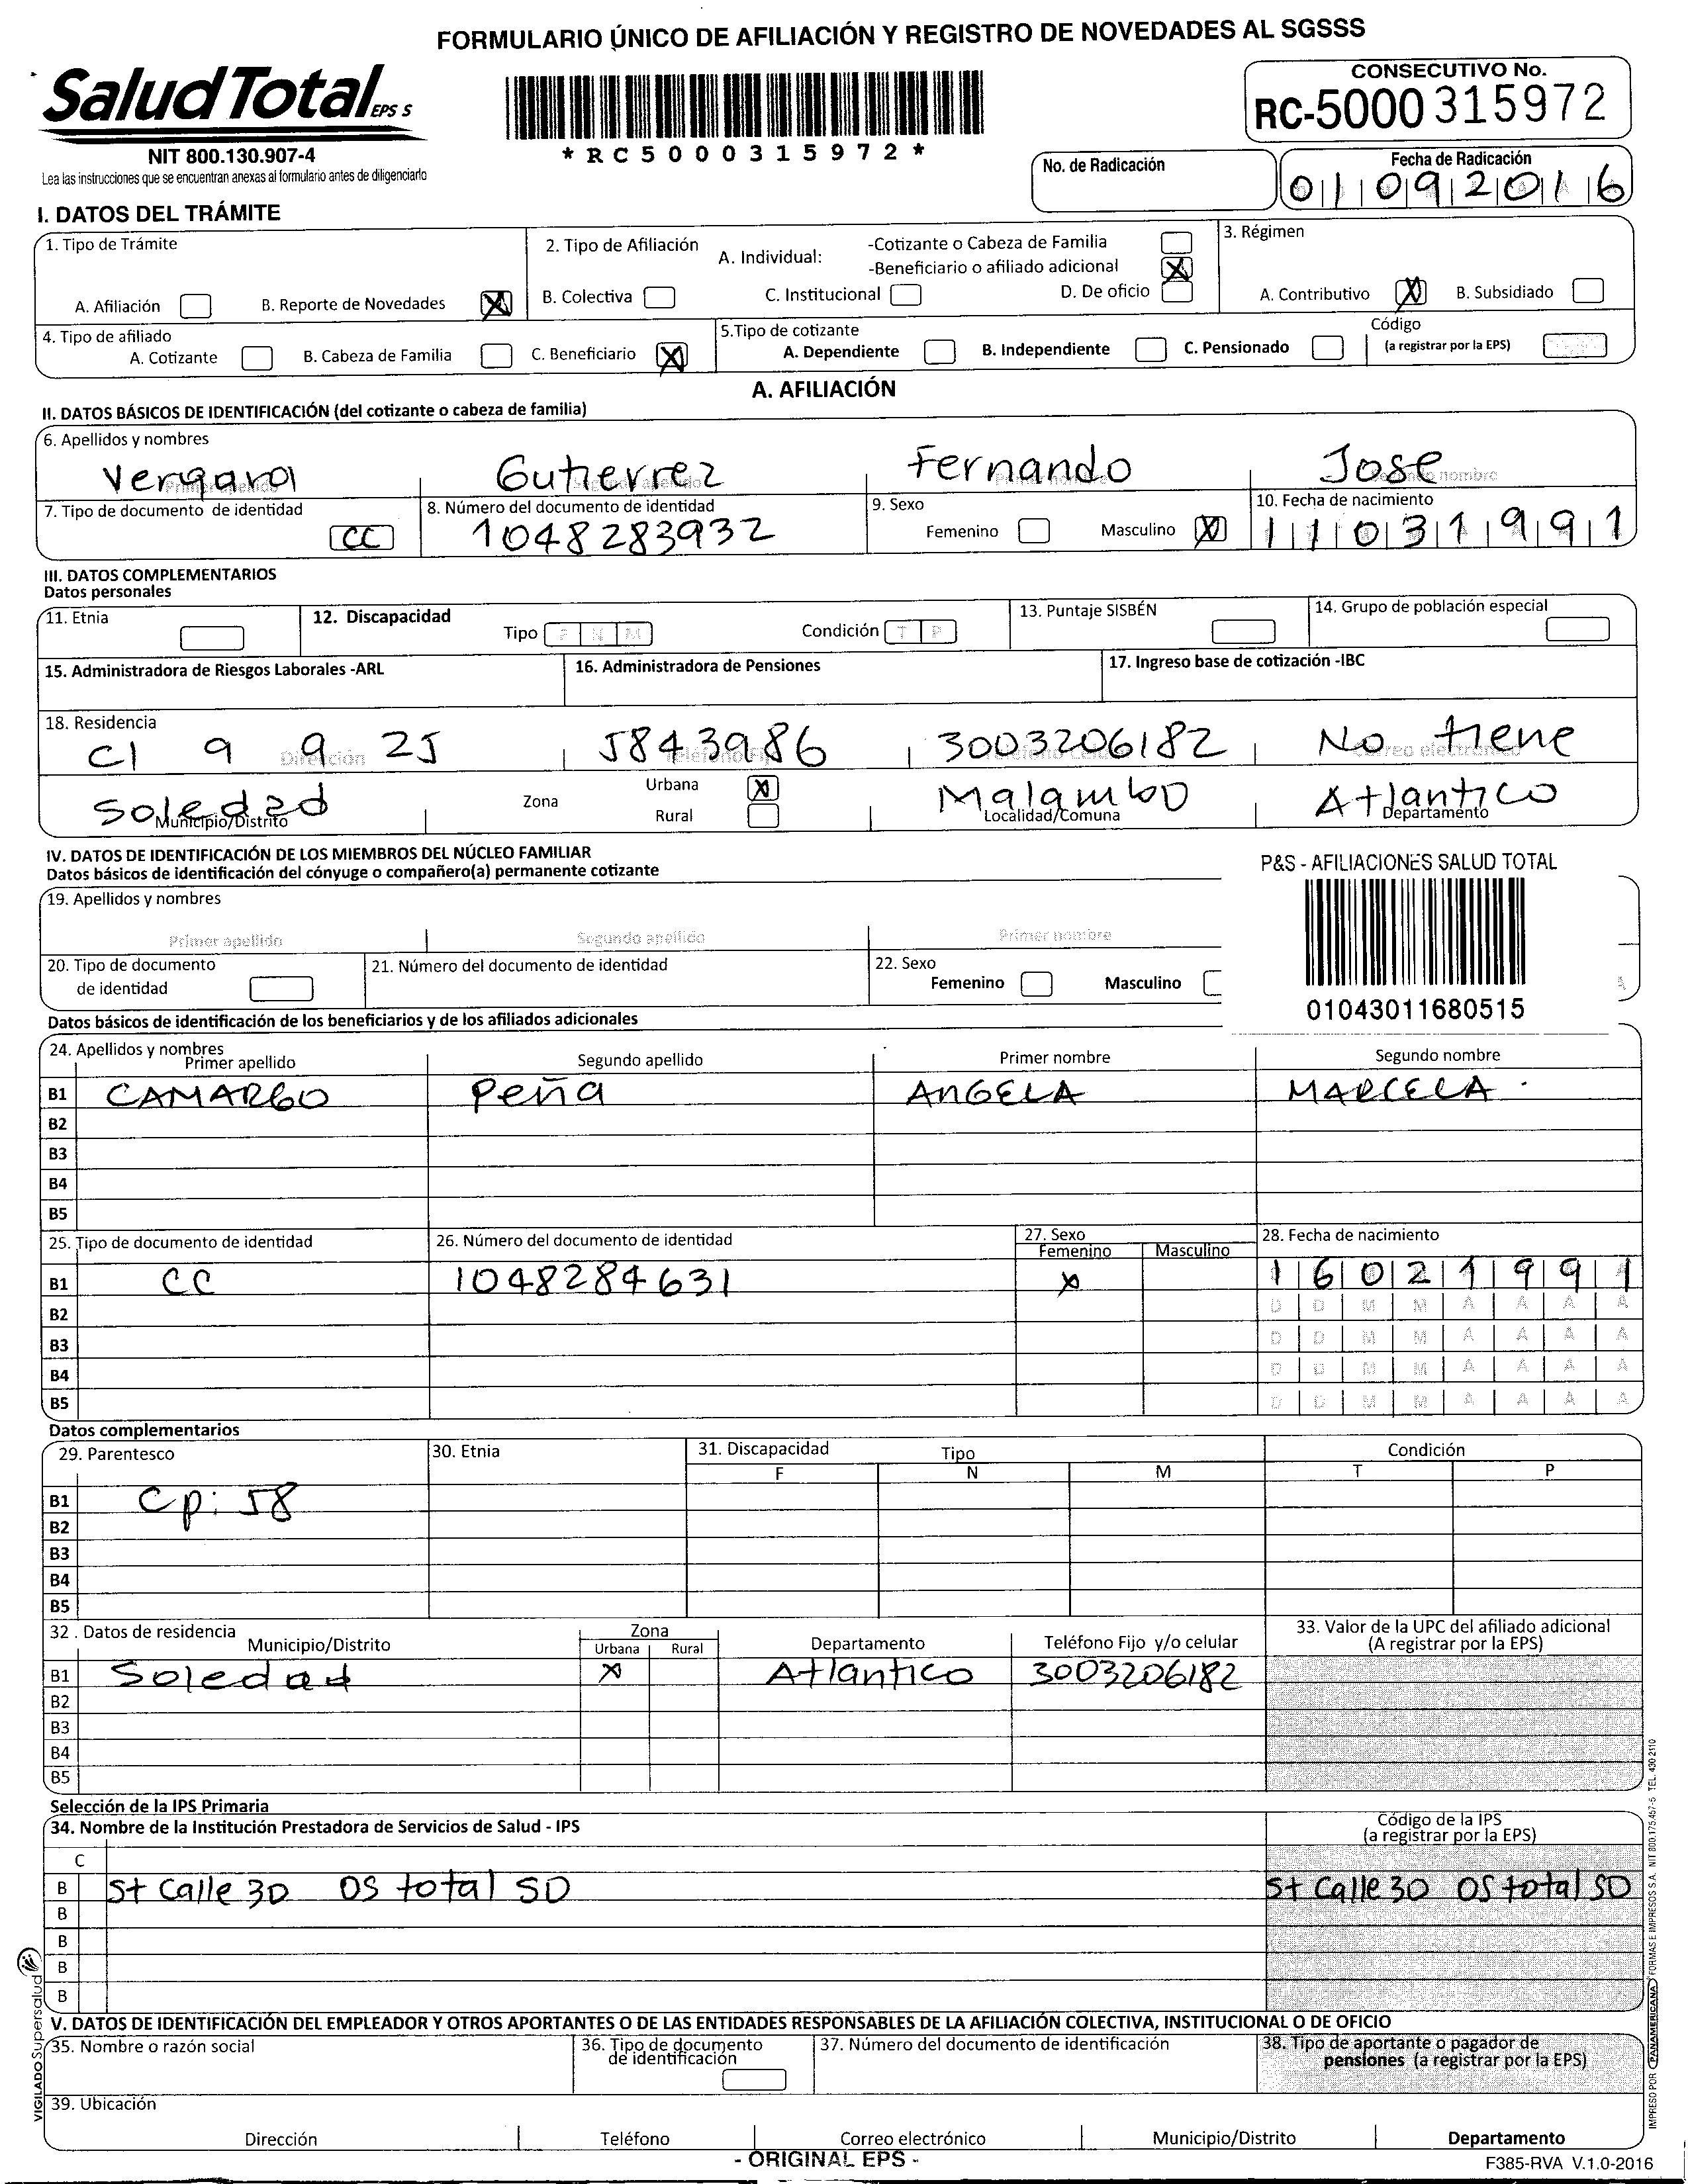 FORMULARIO ÚNICO DE AFILIACIÓN Y REGISTRO DE NOVEDADES AL SGSSS
SaludTotal EPS S
NIT 800.130.907-4
Lea las instrucciones que se encuentran anexas al formulario antes de diligenciarlo
*RC5000315972*
CONSECUTIVO No.
RC-5000 315972
No. de Radicación
Fecha de Radicación
01092016
I. DATOS DEL TRÁMITE
1. Tipo de Trámite
A. Afiliación
B. Reporte de Novedades X
2. Tipo de Afiliación
A. Individual:
-Cotizante o Cabeza de Familia
-Beneficiario o afiliado adicional X
B. Colectiva
C. Institucional
D. De oficio
3. Régimen
A. Contributivo X
B. Subsidiado
4. Tipo de afiliado
A. Cotizante
B. Cabeza de Familia
C. Beneficiario X
5.Tipo de cotizante
A. Dependiente
B. Independiente
C. Pensionado
Código
(a registrar por la EPS)
A. AFILIACIÓN
II. DATOS BÁSICOS DE IDENTIFICACIÓN (del cotizante o cabeza de familia)
6. Apellidos y nombres
Vergara Gutierrez Fernando Jose
7. Tipo de documento de identidad
CC
8. Número del documento de identidad
1048283932
9. Sexo
Femenino
Masculino X
10. Fecha de nacimiento
11031991
III. DATOS COMPLEMENTARIOS
Datos personales
11. Etnia
12. Discapacidad
Tipo F N M
Condición T P
13. Puntaje SISBÉN
14. Grupo de población especial
15. Administradora de Riesgos Laborales -ARL
16. Administradora de Pensiones
17. Ingreso base de cotización -IBC
18. Residencia
Cl 9 9 25 5843986 3003206182 No tiene
Dirección
Soledad
Municipio/Distrito
Zona
Urbana X
Rural
Malambo
Localidad/Comuna
Atlantico
Departamento
IV. DATOS DE IDENTIFICACIÓN DE LOS MIEMBROS DEL NÚCLEO FAMILIAR
Datos básicos de identificación del cónyuge o compañero(a) permanente cotizante
P&S - AFILIACIONES SALUD TOTAL
01043011680515
19. Apellidos y nombres
Primer apellido Segundo apellido Primer nombre
20. Tipo de documento
de identidad
21. Número del documento de identidad
22. Sexo
Femenino Masculino
Datos básicos de identificación de los beneficiarios y de los afiliados adicionales
24. Apellidos y nombres
Primer apellido Segundo apellido Primer nombre Segundo nombre
B1 CAMARGO Peña ANGELA MARCELA
B2
B3
B4
B5
25. Tipo de documento de identidad 26. Número del documento de identidad 27. Sexo 28. Fecha de nacimiento
Femenino Masculino
B1 CC 1048284631 X 16021991
B2 D D M M A A A A
B3 D D M M A A A A
B4 D D M M A A A A
B5 D D M M A A A A
Datos complementarios
29. Parentesco 30. Etnia 31. Discapacidad Tipo Condición
F N M T P
B1 Cp: 58
B2
B3
B4
B5
32 . Datos de residencia
Municipio/Distrito Zona Departamento Teléfono Fijo y/o celular
Urbana Rural
33. Valor de la UPC del afiliado adicional
(A registrar por la EPS)
B1 Soledad X Atlantico 3003206182
B2
B3
B4
B5
Selección de la IPS Primaria
34. Nombre de la Institución Prestadora de Servicios de Salud - IPS
Código de la IPS
(a registrar por la EPS)
C
B St Calle 30 OS total SD St Calle 30 OS total SD
B
B
B
B
V. DATOS DE IDENTIFICACIÓN DEL EMPLEADOR Y OTROS APORTANTES O DE LAS ENTIDADES RESPONSABLES DE LA AFILIACIÓN COLECTIVA, INSTITUCIONAL O DE OFICIO
35. Nombre o razón social
36. Tipo de documento
de identificación
37. Número del documento de identificación
38. Tipo de aportante o pagador de
pensiones (a registrar por la EPS)
39. Ubicación
Dirección Teléfono Correo electrónico Municipio/Distrito Departamento
- ORIGINAL EPS -
F385-RVA V.1.0-2016
VIGILADO Supersalud
IMPRESO POR PANAMERICANA FORMAS E IMPRESOS S.A. NIT 800.175.457-5 TEL. 430 2110